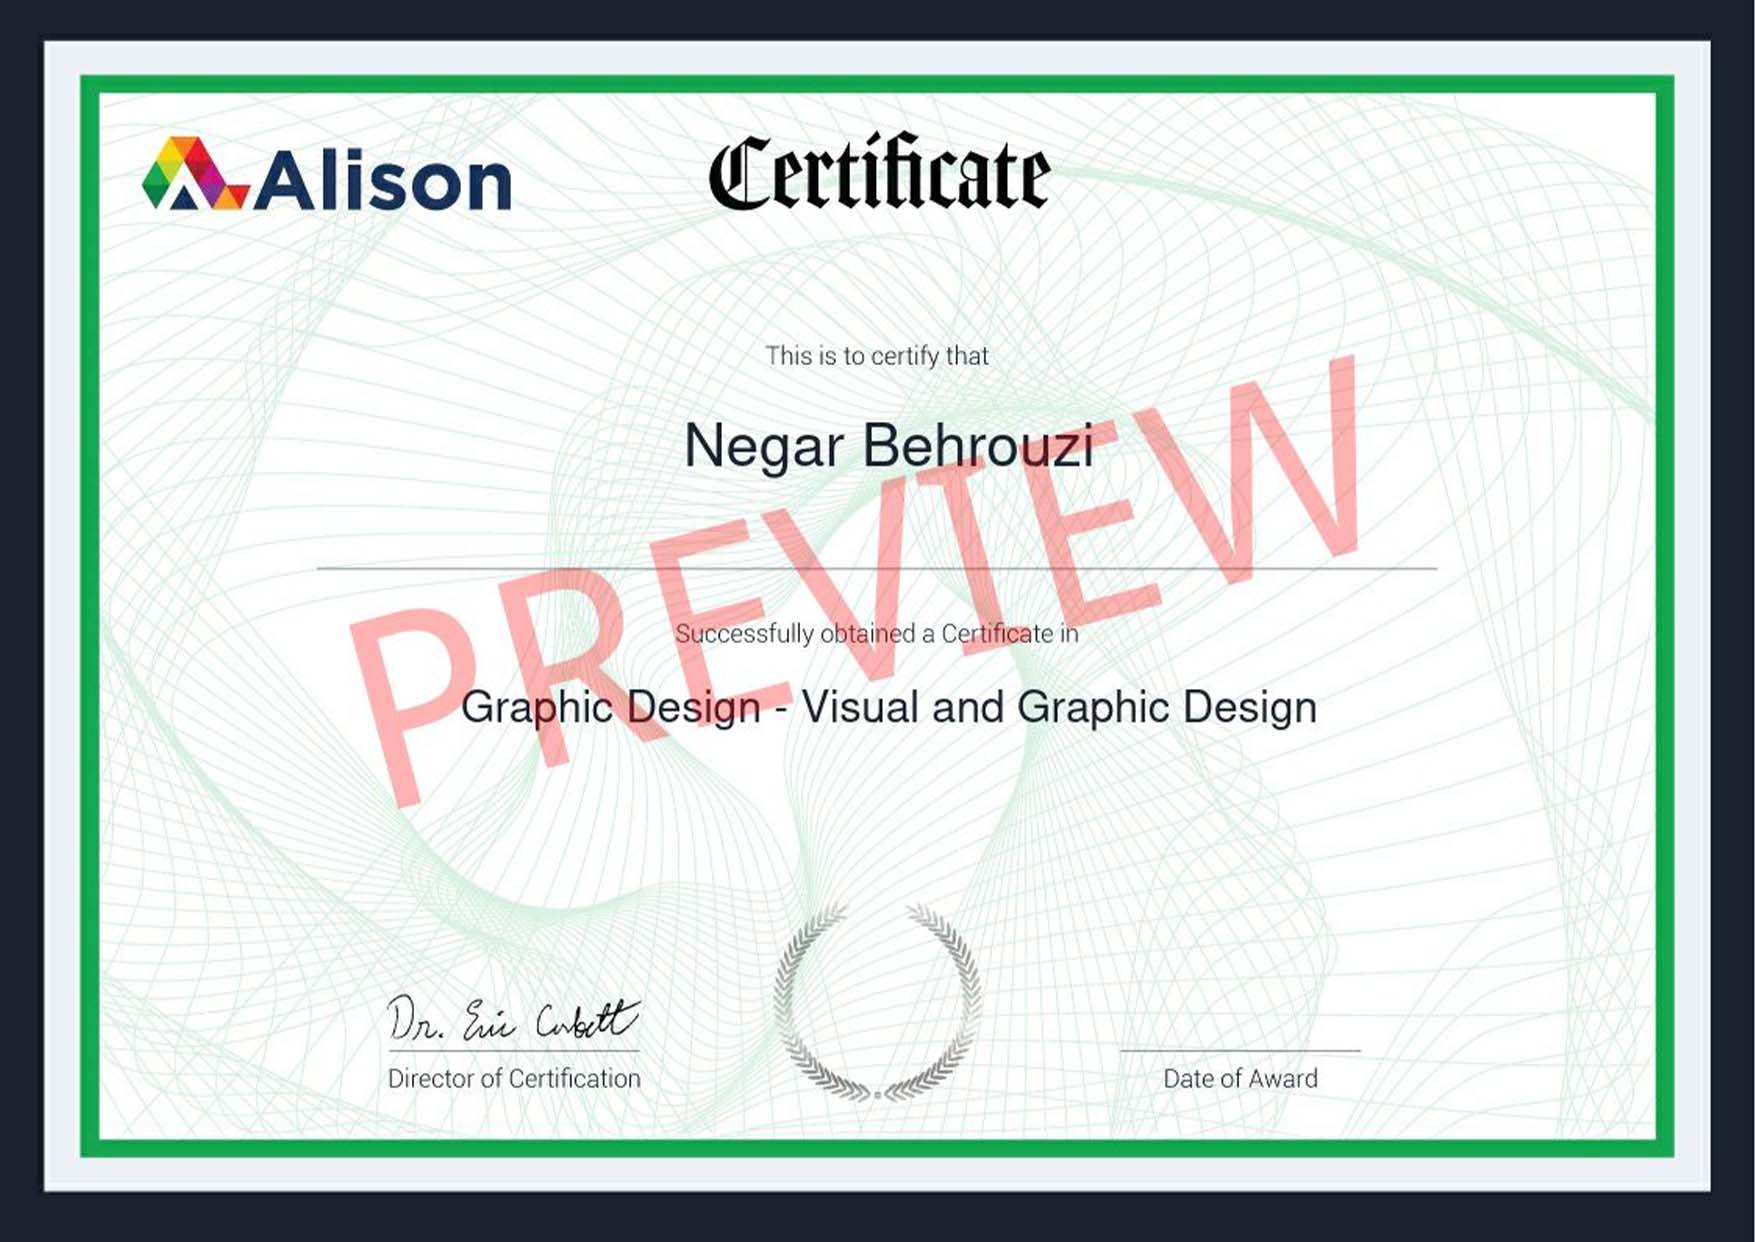 Alison
Certificate
This is to certify that
Negar Behrouzi
PREVIEW
Successfully obtained a Certificate in
Graphic Design - Visual and Graphic Design
Dr. Eric Corbett
Director of Certification
Date of Award